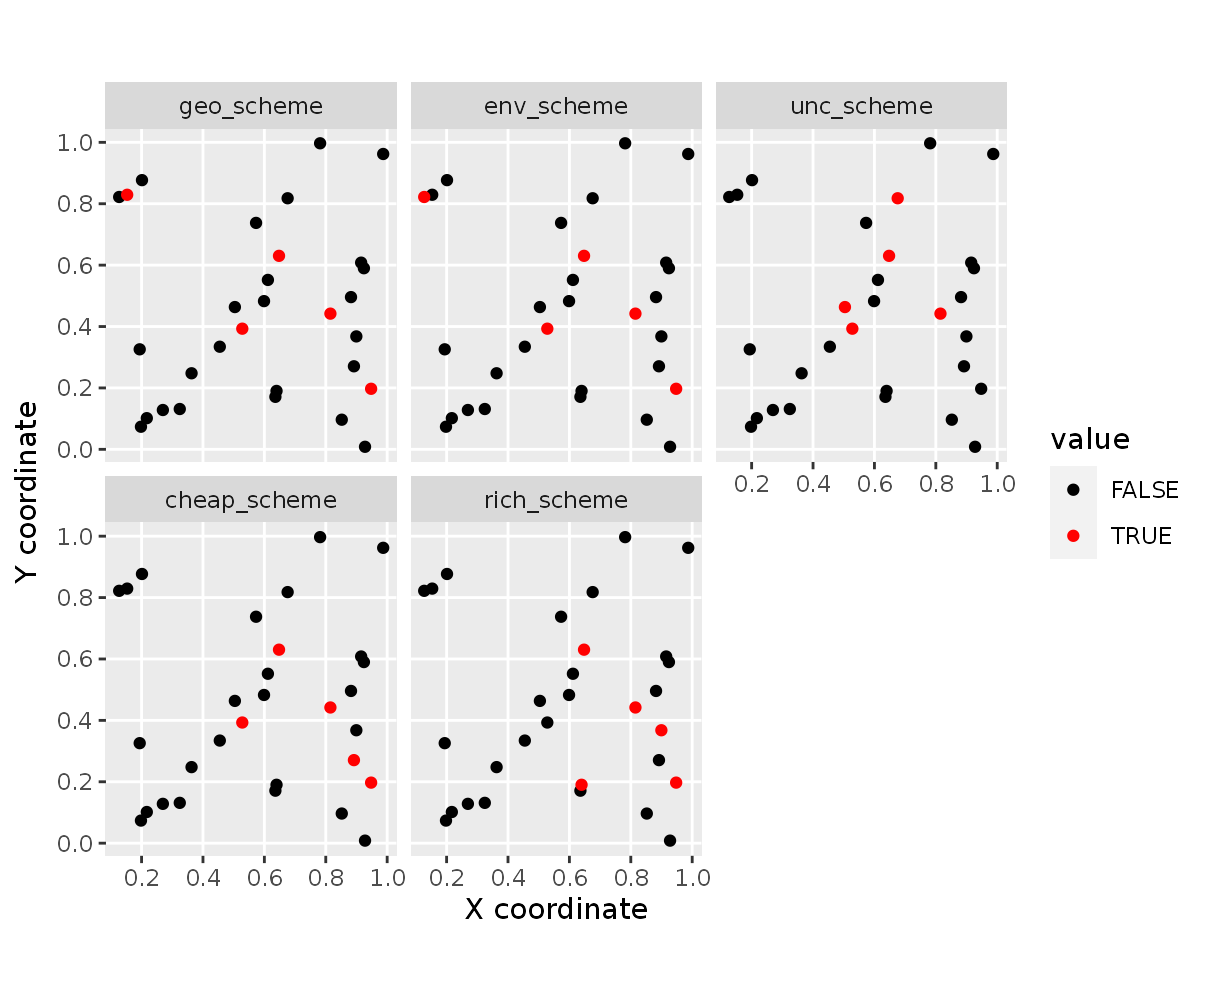 geo_scheme env_scheme unc_scheme
1.0
0.8
0.6
0.4
0.2
0.0
0.2 0.4 0.6 0.8 1.0
cheap_scheme rich_scheme
1.0
0.8
0.6
0.4
0.2
0.0
0.2 0.4 0.6 0.8 1.0 0.2 0.4 0.6 0.8 1.0
X coordinate
Y coordinate
value
FALSE
TRUE